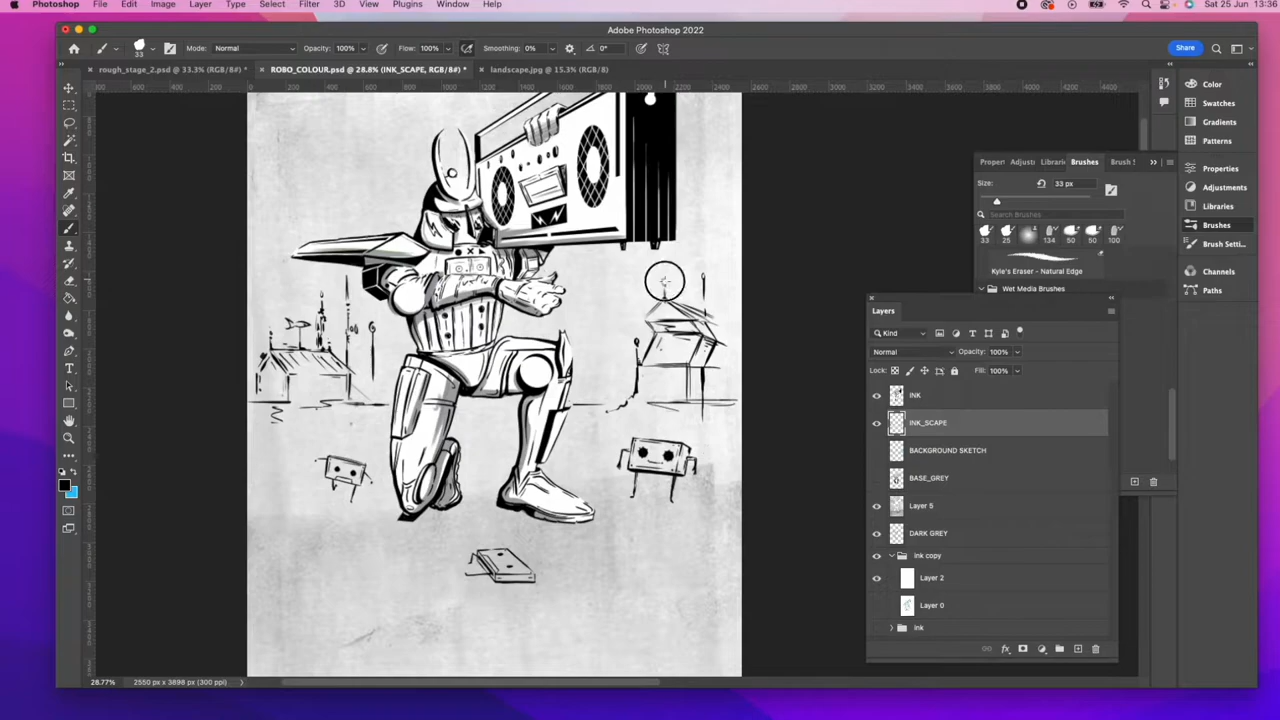 Photoshop File Edit Image Layer Type Select Filter 3D View Plugins Window Help Sat 25 Jun 13:36
Adobe Photoshop 2022
33 Mode: Normal Opacity: 100% Flow: 100% Smoothing: 0% 0° Share
rough_stage_2.psd @ 33.3% (RGB/8#) * ROBO_COLOUR.psd @ 28.8% (INK_SCAPE, RGB/8#) * landscape.jpg @ 15.3% (RGB/8)
Color
Swatches
Gradients
Patterns
Properties
Adjustments
Libraries
Brushes
Brush Setti...
Channels
Paths
Proper Adjust Librari Brushes Brush S
Size: 33 px
Search Brushes
33 25 134 50 50 100
Kyle's Eraser - Natural Edge
Wet Media Brushes
Layers
Kind
Normal Opacity: 100%
Lock: Fill: 100%
INK
INK_SCAPE
BACKGROUND SKETCH
BASE_GREY
Layer 5
DARK GREY
ink copy
Layer 2
Layer 0
ink
28.77% 2550 px x 3898 px (300 ppi)